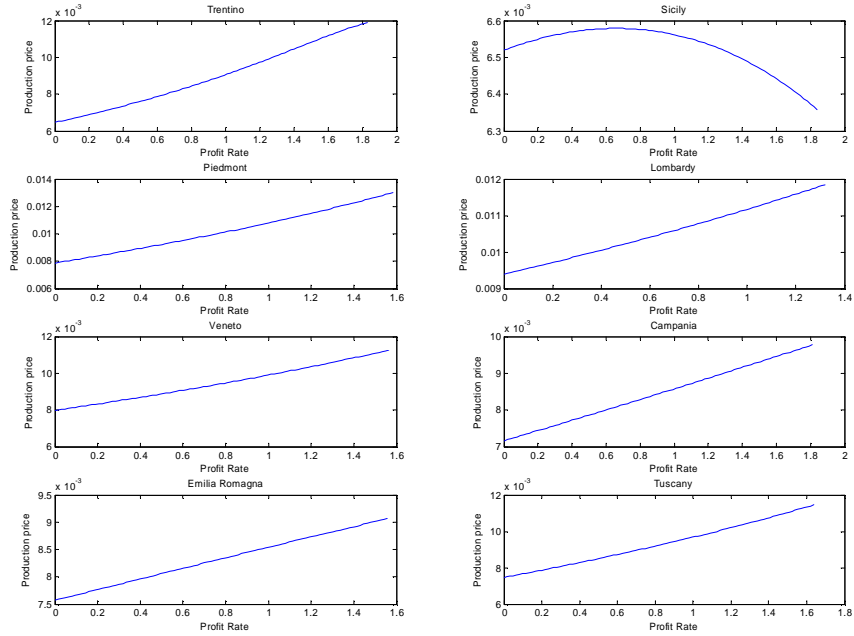 x 10-3
Trentino
12
10
8
6
Production price
0 0.2 0.4 0.6 0.8 1 1.2 1.4 1.6 1.8 2
Profit Rate
x 10-3
Sicily
6.6
6.5
6.4
6.3
Production price
0 0.2 0.4 0.6 0.8 1 1.2 1.4 1.6 1.8 2
Profit Rate
Piedmont
0.014
0.012
0.01
0.008
0.006
Production price
0 0.2 0.4 0.6 0.8 1 1.2 1.4 1.6
Profit Rate
Lombardy
0.012
0.011
0.01
0.009
Production price
0 0.2 0.4 0.6 0.8 1 1.2 1.4
Profit Rate
x 10-3
Veneto
12
10
8
6
Production price
0 0.2 0.4 0.6 0.8 1 1.2 1.4 1.6
Profit Rate
x 10-3
Campania
10
9
8
7
Production price
0 0.2 0.4 0.6 0.8 1 1.2 1.4 1.6 1.8 2
Profit Rate
x 10-3
Emilia Romagna
9.5
9
8.5
8
7.5
Production price
0 0.2 0.4 0.6 0.8 1 1.2 1.4 1.6
Profit Rate
x 10-3
Tuscany
12
10
8
6
Production price
0 0.2 0.4 0.6 0.8 1 1.2 1.4 1.6 1.8
Profit Rate